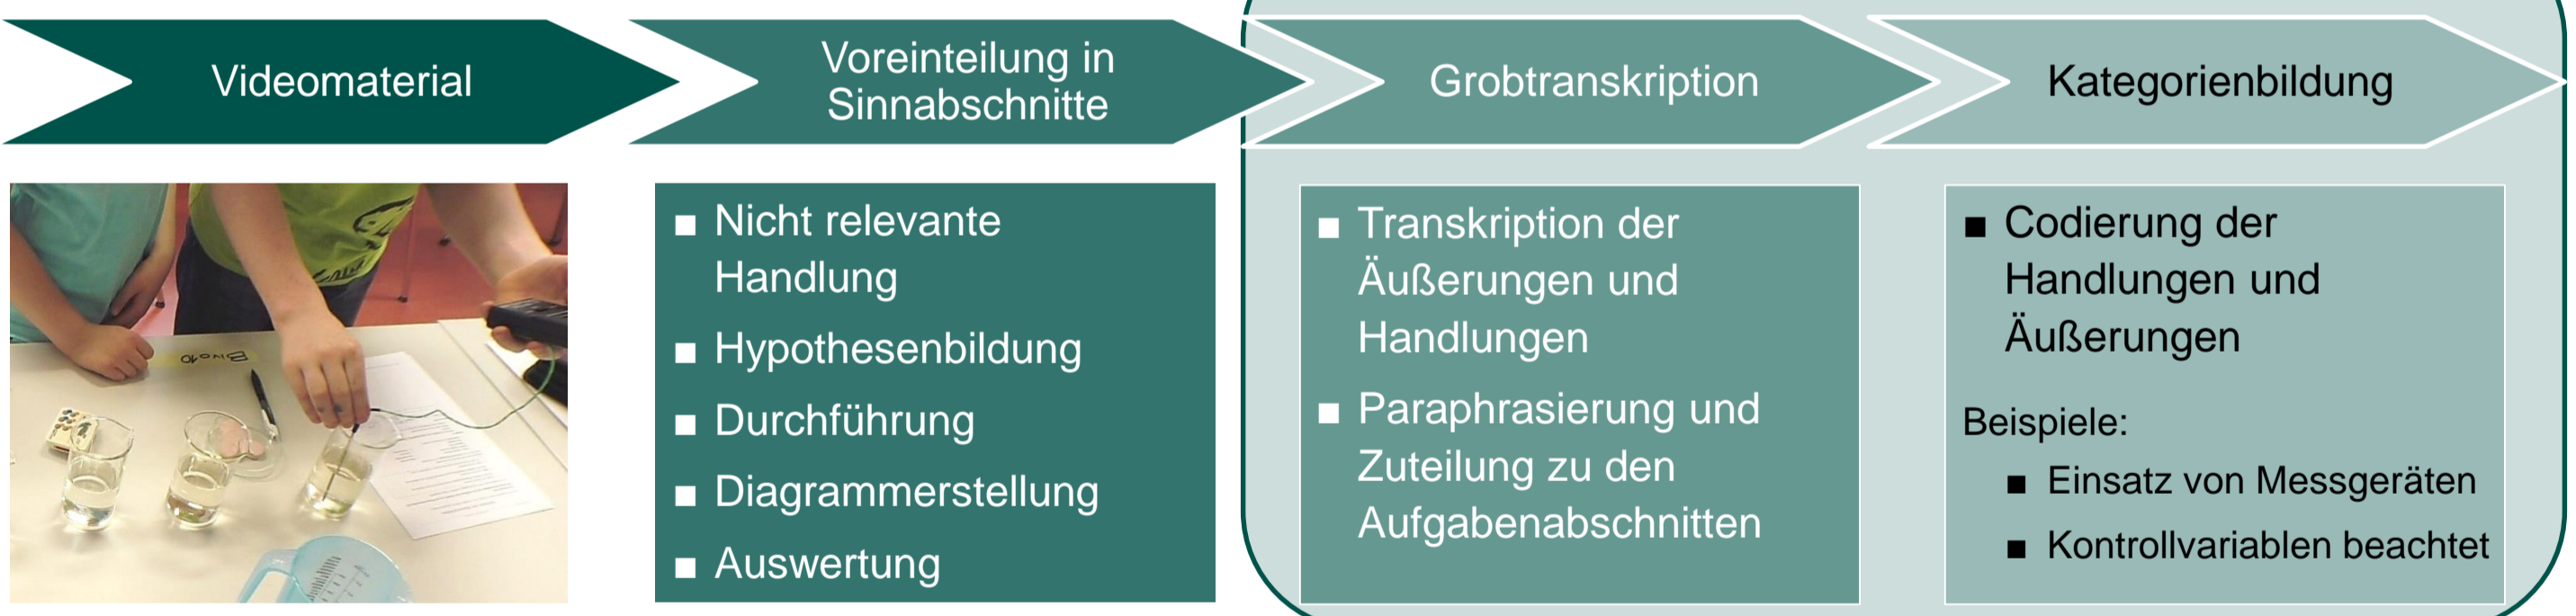 Videomaterial
Voreinteilung in
Sinnabschnitte
Grobtranskription
Kategorienbildung
■ Nicht relevante
Handlung
■ Hypothesenbildung
■ Durchführung
■ Diagrammerstellung
■ Auswertung
■ Transkription der
Äußerungen und
Handlungen
■ Paraphrasierung und
Zuteilung zu den
Aufgabenabschnitten
■ Codierung der
Handlungen und
Äußerungen
Beispiele:
■ Einsatz von Messgeräten
■ Kontrollvariablen beachtet